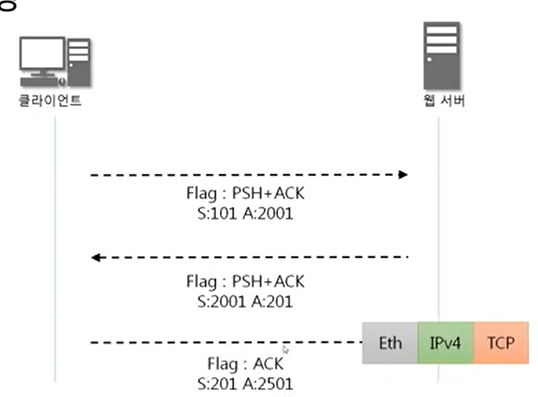 클라이언트
웹 서버
Flag : PSH+ACK
S:101 A:2001
Flag : PSH+ACK
S:2001 A:201
Eth IPv4 TCP
Flag : ACK
S:201 A:2501